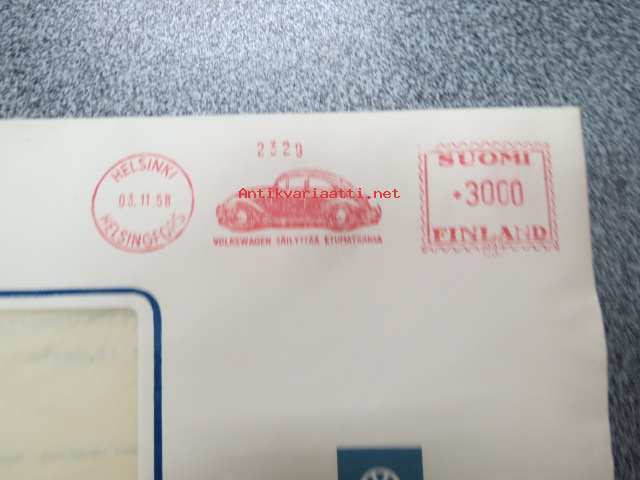 2329
HELSINKI
03.11.58
HELSINGFORS
Antikvariaatti.net
VOLKSWAGEN SÄILYTTÄÄ ETUMATKANSA
SUOMI
3000
FINLAND